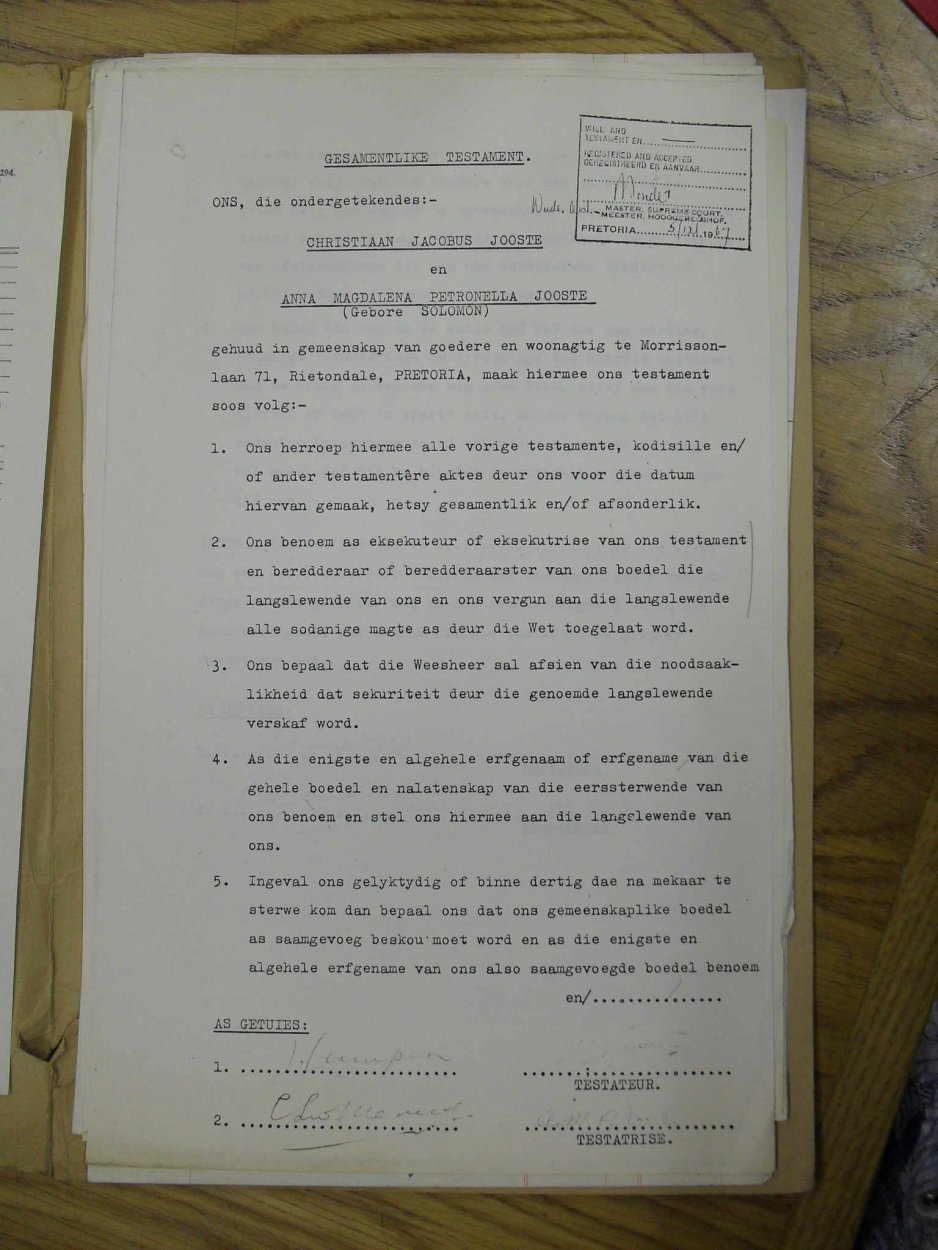 294.
WILL AND
TESTAMENT EN
REGISTERED AND ACCEPTED
GEREGISTREERD EN AANVAAR
MASTER, SUPREME COURT.
MEESTER, HOOGGEREGSHOF.
PRETORIA 5/12/1967
GESAMENTLIKE TESTAMENT.
ONS, die ondergetekendes:-
CHRISTIAAN JACOBUS JOOSTE
en
ANNA MAGDALENA PETRONELLA JOOSTE
(Gebore SOLOMON)
gehuud in gemeenskap van goedere en woonagtig te Morrisson-
laan 71, Rietondale, PRETORIA, maak hiermee ons testament
soos volg:-
1. Ons herroep hiermee alle vorige testamente, kodisille en/
of ander testamentêre aktes deur ons voor die datum
hiervan gemaak, hetsy gesamentlik en/of afsonderlik.
2. Ons benoem as eksekuteur of eksekutrise van ons testament
en beredderaar of beredderaarster van ons boedel die
langslewende van ons en ons vergun aan die langslewende
alle sodanige magte as deur die Wet toegelaat word.
3. Ons bepaal dat die Weesheer sal afsien van die noodsaak-
likheid dat sekuriteit deur die genoemde langslewende
verskaf word.
4. As die enigste en algehele erfgenaam of erfgename van die
gehele boedel en nalatenskap van die eerssterwende van
ons benoem en stel ons hiermee aan die langslewende van
ons.
5. Ingeval ons gelyktydig of binne dertig dae na mekaar te
sterwe kom dan bepaal ons dat ons gemeenskaplike boedel
as saamgevoeg beskou moet word en as die enigste en
algehele erfgename van ons also saamgevoegde boedel benoem
en/................
AS GETUIES:
1. ........................
........................
TESTATEUR.
2. ........................
........................
TESTATRISE.